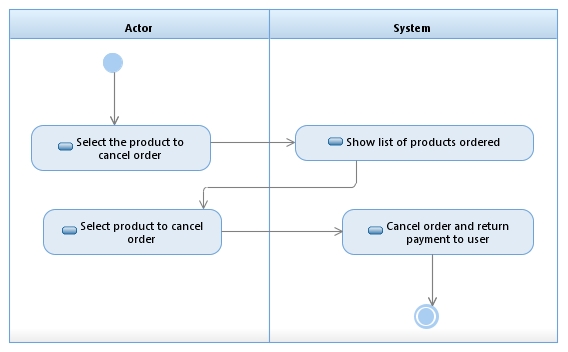 Actor
System
Select the product to
cancel order
Show list of products ordered
Select product to cancel
order
Cancel order and return
payment to user